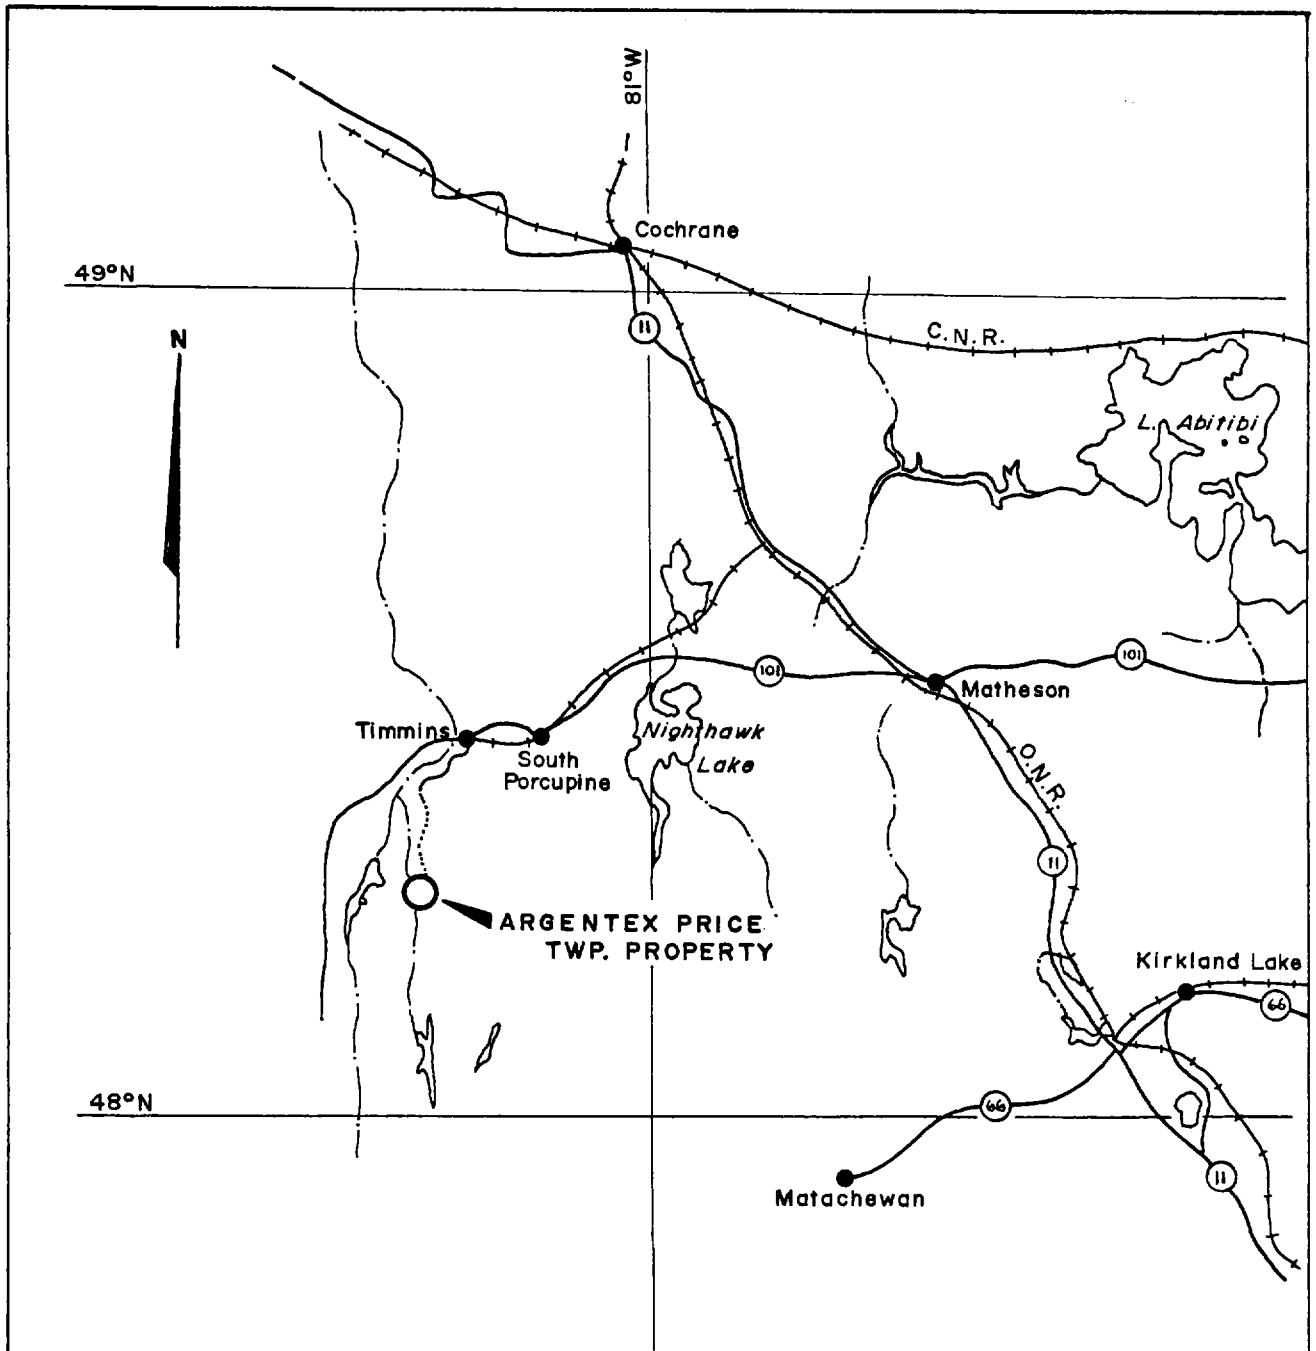 81°W
Cochrane
49°N
N
11
C.N.R.
L. Abitibi
101
101
Matheson
Timmins
Nighthawk
Lake
South
Porcupine
O.N.R.
11
ARGENTEX PRICE
TWP. PROPERTY
Kirkland Lake
66
48°N
66
11
Matachewan